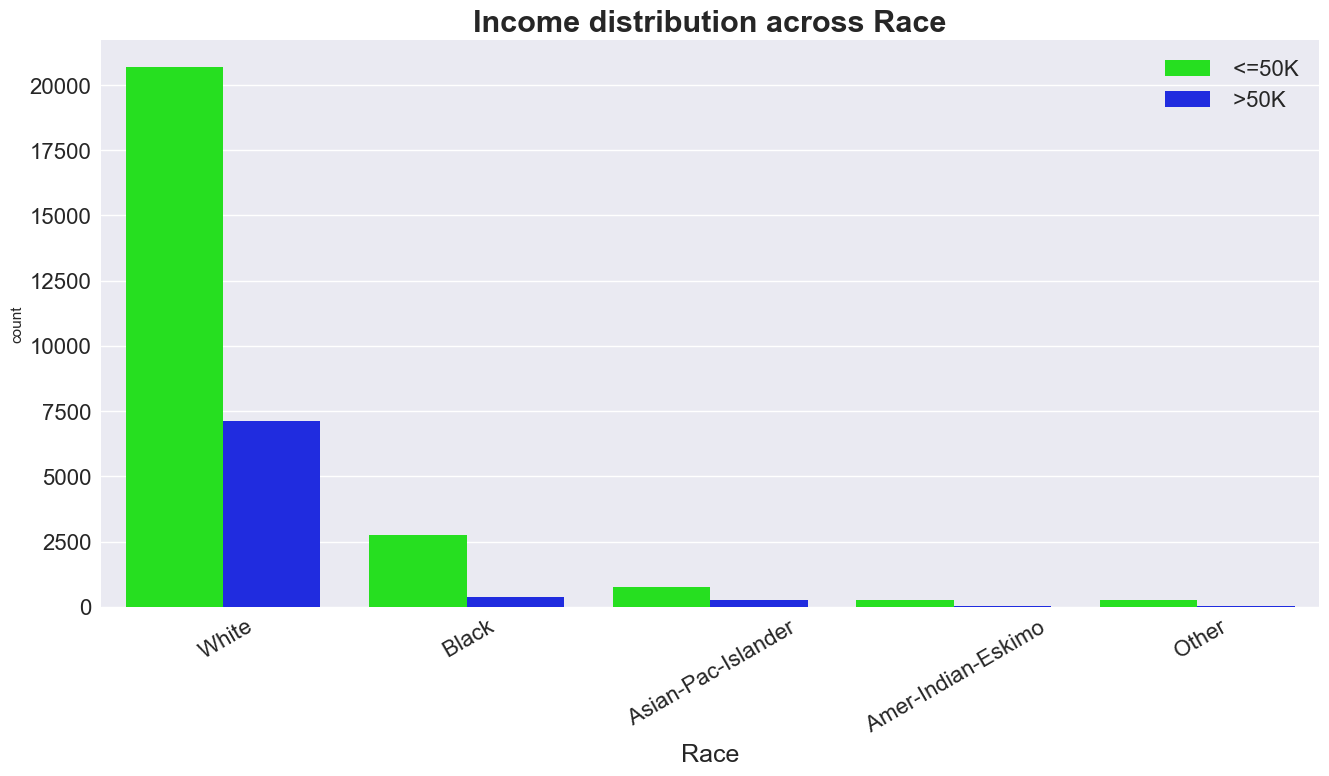 Income distribution across Race
<=50K
>50K
20000
17500
15000
12500
10000
7500
5000
2500
0
count
White
Black
Asian-Pac-Islander
Amer-Indian-Eskimo
Other
Race